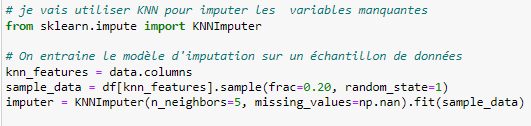 # je vais utiliser KNN pour imputer les  variables manquantes
from sklearn.impute import KNNImputer
# On entraine le modèle d'imputation sur un échantillon de données
knn_features = data.columns
sample_data = df[knn_features].sample(frac=0.20, random_state=1)
imputer = KNNImputer(n_neighbors=5, missing_values=np.nan).fit(sample_data)